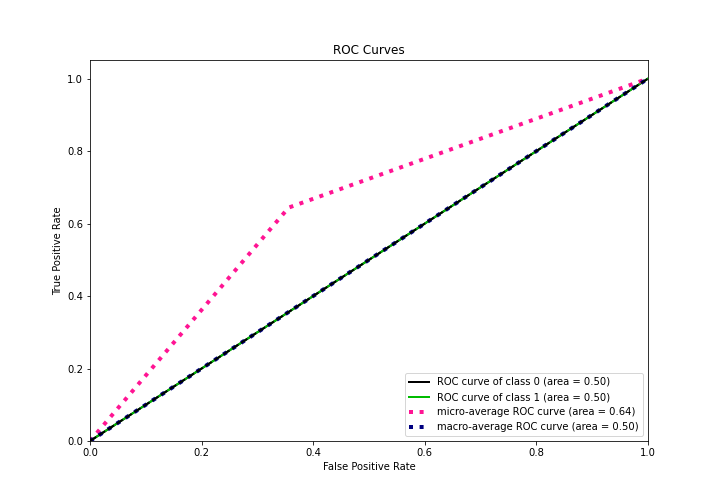 ROC Curves
1.0
0.8
0.6
0.4
0.2
0.0
True Positive Rate
0.0 0.2 0.4 0.6 0.8 1.0
False Positive Rate
ROC curve of class 0 (area = 0.50)
ROC curve of class 1 (area = 0.50)
micro-average ROC curve (area = 0.64)
macro-average ROC curve (area = 0.50)